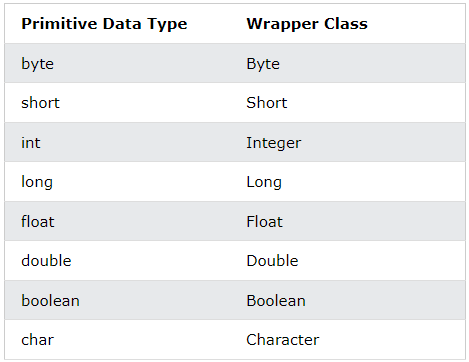 Primitive Data Type Wrapper Class
byte Byte
short Short
int Integer
long Long
float Float
double Double
boolean Boolean
char Character